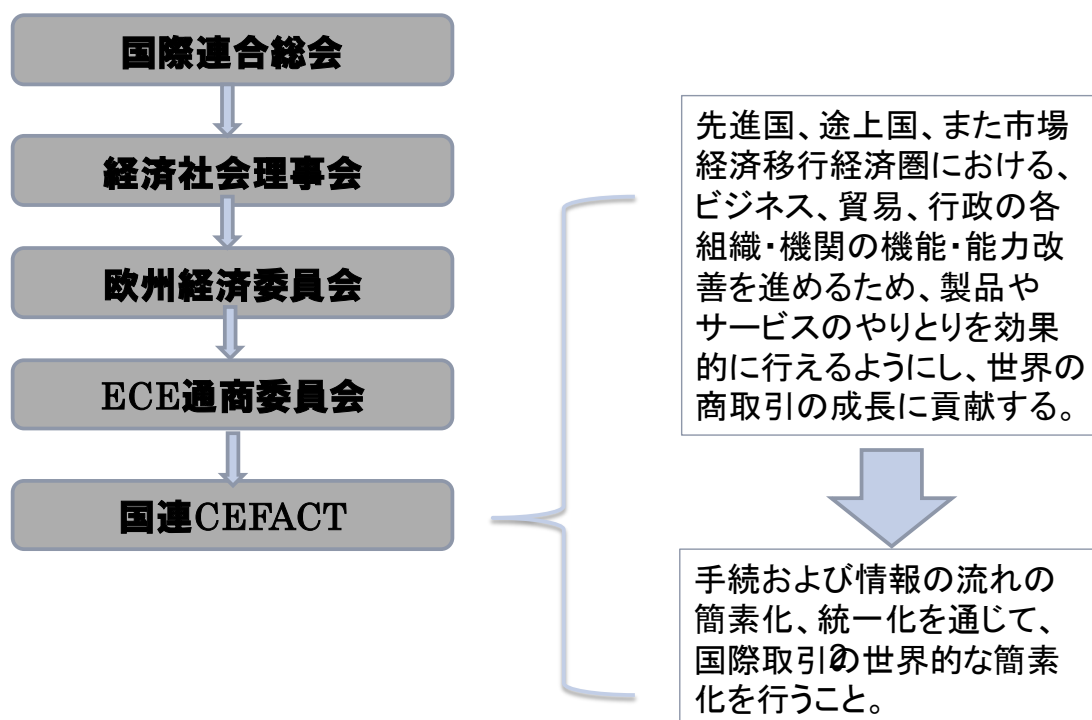 国際連合総会
経済社会理事会
欧州経済委員会
ECE通商委員会
国連CEFACT
先進国、途上国、また市場
経済移行経済圏における、
ビジネス、貿易、行政の各
組織・機関の機能・能力改
善を進めるため、製品や
サービスのやりとりを効果
的に行えるようにし、世界の
商取引の成長に貢献する。
手続および情報の流れの
簡素化、統一化を通じて、
国際取引の世界的な簡素
化を行うこと。
2